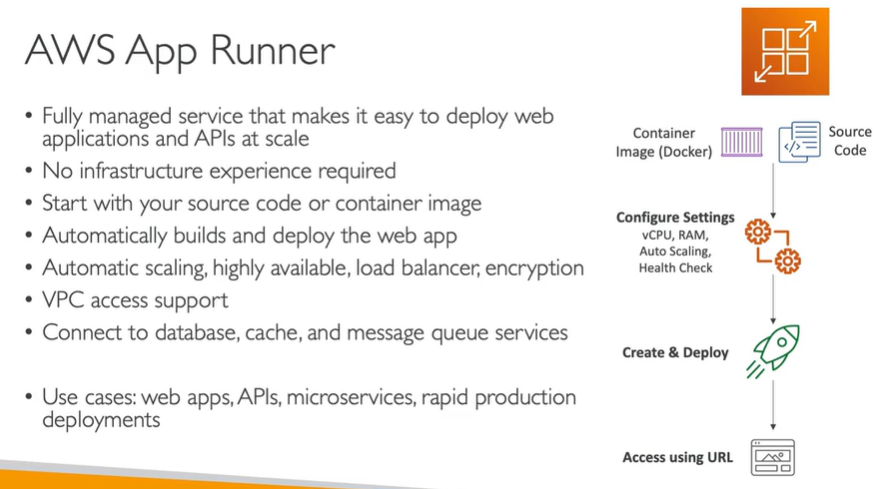 AWS App Runner
• Fully managed service that makes it easy to deploy web
applications and APIs at scale
• No infrastructure experience required
• Start with your source code or container image
• Automatically builds and deploy the web app
• Automatic scaling, highly available, load balancer, encryption
• VPC access support
• Connect to database, cache, and message queue services
• Use cases: web apps, APIs, microservices, rapid production
deployments
Container
Image (Docker)
Source
Code
Configure Settings
vCPU, RAM,
Auto Scaling,
Health Check
Create & Deploy
Access using URL